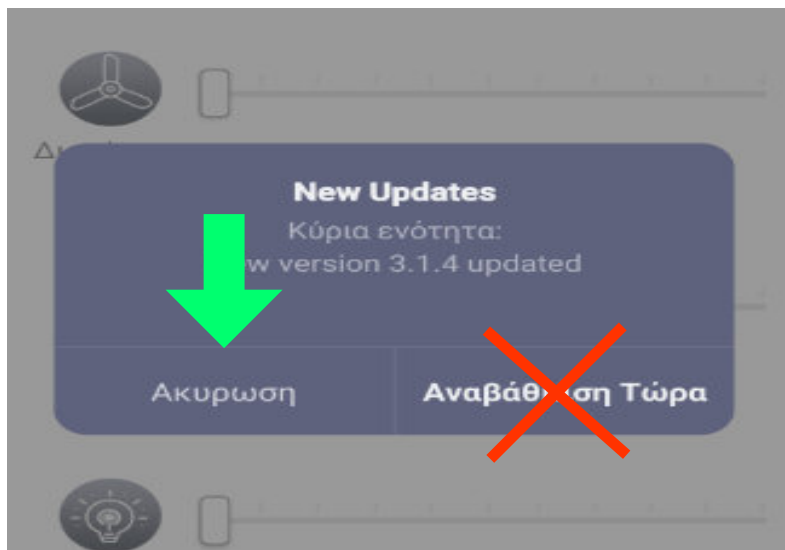 New Updates
Κύρια ενότητα:
version 3.1.4 updated
Ακυρωση
Τώρα